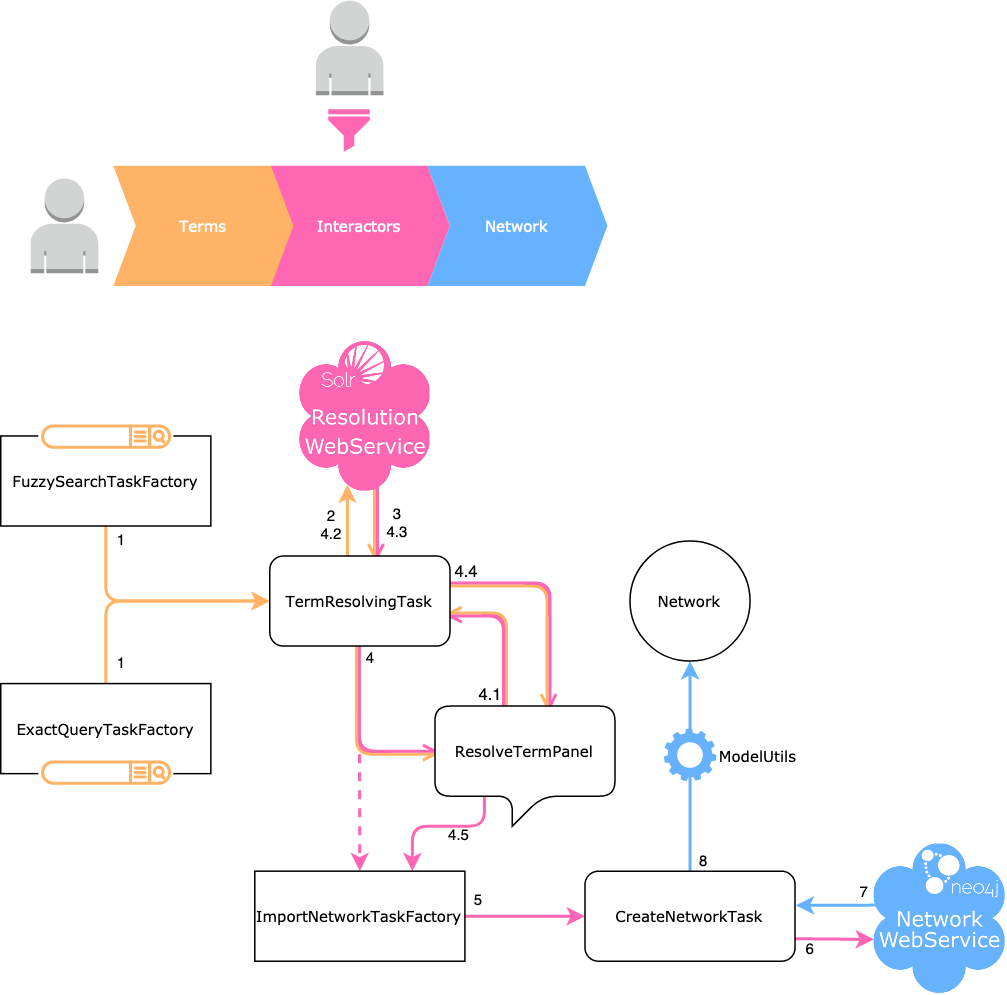 Terms
Interactors
Network
Solr
Resolution
WebService
FuzzySearchTaskFactory
1
2
4.2
3
4.3
TermResolvingTask
4.4
Network
1
4
4.1
ExactQueryTaskFactory
ResolveTermPanel
ModelUtils
4.5
ImportNetworkTaskFactory
5
8
CreateNetworkTask
7
6
neo4j
Network
WebService